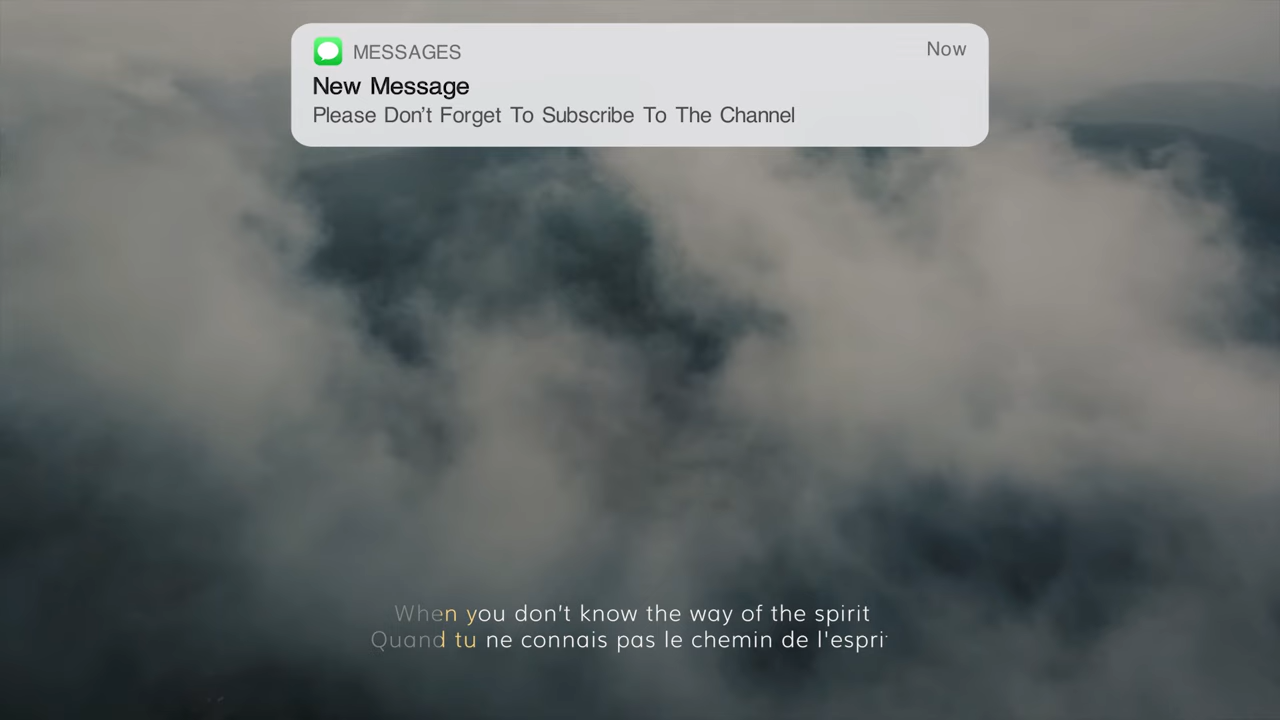 MESSAGES
Now
New Message
Please Don't Forget To Subscribe To The Channel
When you don't know the way of the spirit
Quand tu ne connais pas le chemin de l'espri